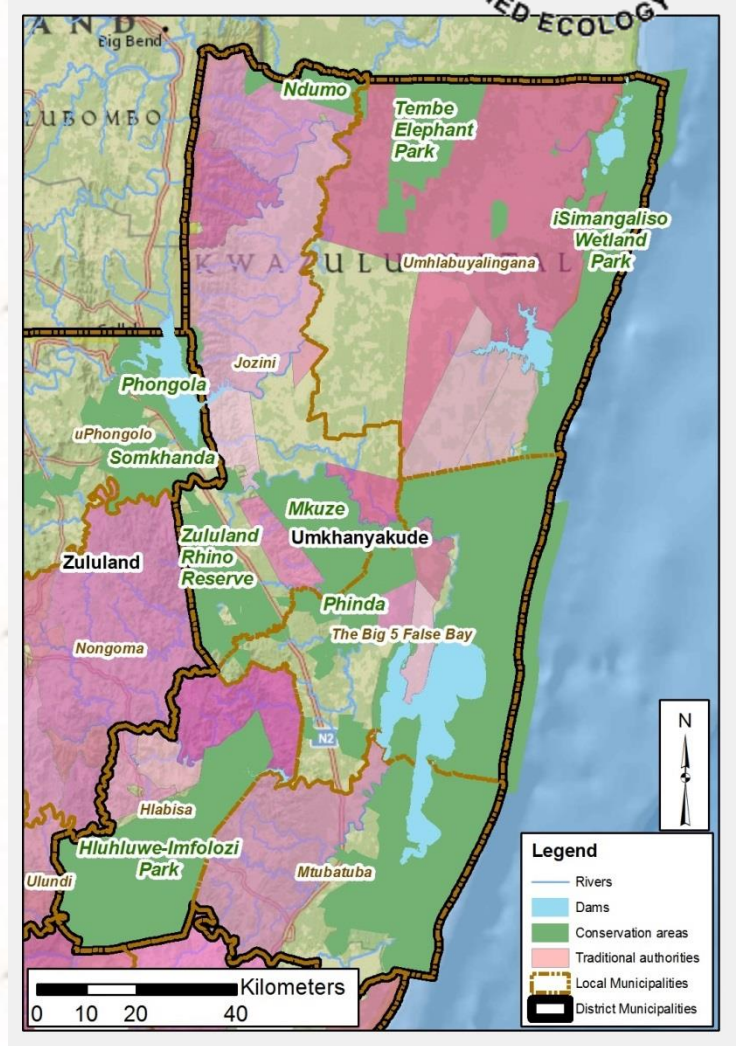 ED ECOLOGY
AND.
Big Bend
LUBOMBO
Ndumo
Tembe
Elephant
Park
iSimangaliso
Wetland
Park
KWAZULU NATAL
Umhlabuyalingana
Jozini
Phongola
uPhongolo
Somkhanda
Mkuze
Zululand
Rhino
Reserve
Umkhanyakude
Zululand
Phinda
The Big 5 False Bay
Nongoma
N2
Hlabisa
Hluhluwe-Imfolozi
Park
Ulundi
Mtubatuba
N
Legend
Rivers
Dams
Conservation areas
Traditional authorities
Local Municipalities
District Municipalities
Kilometers
0 10 20 40